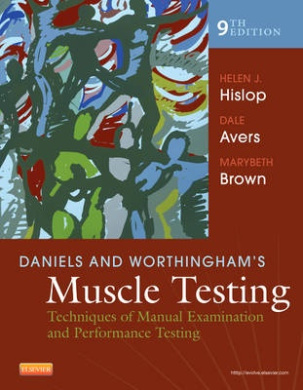 9TH
EDITION
HELEN J.
Hislop
DALE
Avers
MARYBETH
Brown
DANIELS AND WORTHINGHAM'S
Muscle Testing
Techniques of Manual Examination
and Performance Testing
ELSEVIER
http://evolve.elsevier.com